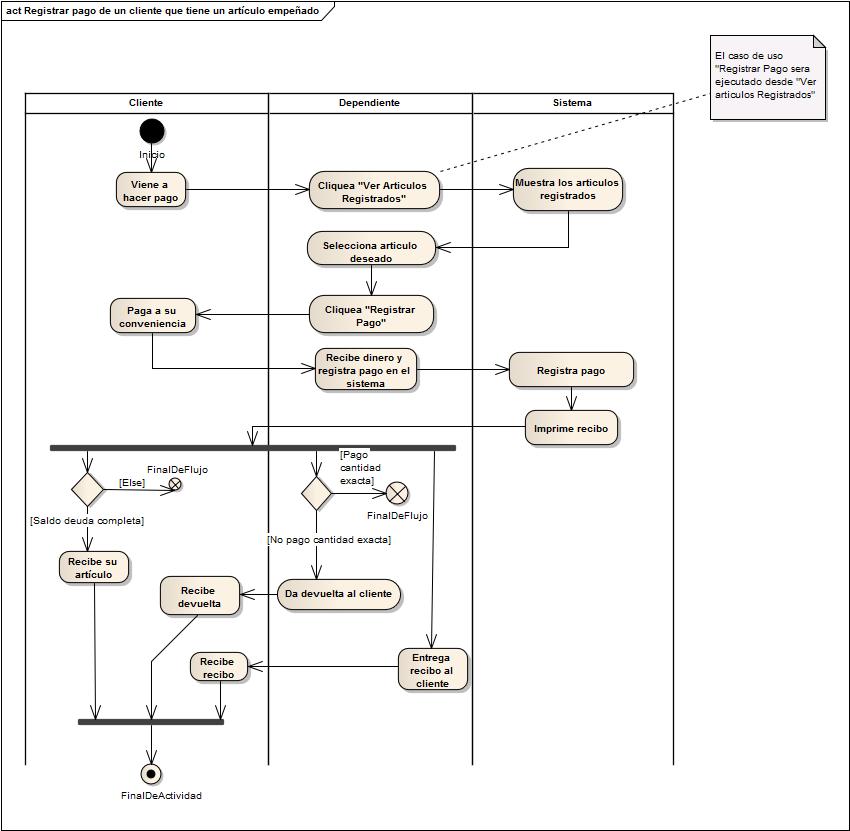 act Registrar pago de un cliente que tiene un artículo empeñado
El caso de uso
"Registrar Pago sera
ejecutado desde "Ver
articulos Registrados"
Cliente
Dependiente
Sistema
Inicio
Viene a
hacer pago
Cliquea "Ver Articulos
Registrados"
Muestra los articulos
registrados
Selecciona articulo
deseado
Paga a su
conveniencia
Cliquea "Registrar
Pago"
Recibe dinero y
registra pago en el
sistema
Registra pago
Imprime recibo
[Pago
cantidad
exacta]
FinalDeFlujo
[Else]
FinalDeFlujo
[Saldo deuda completa]
[No pago cantidad exacta]
Recibe su
artículo
Recibe
devuelta
Da devuelta al cliente
Recibe
recibo
Entrega
recibo al
cliente
FinalDeActividad